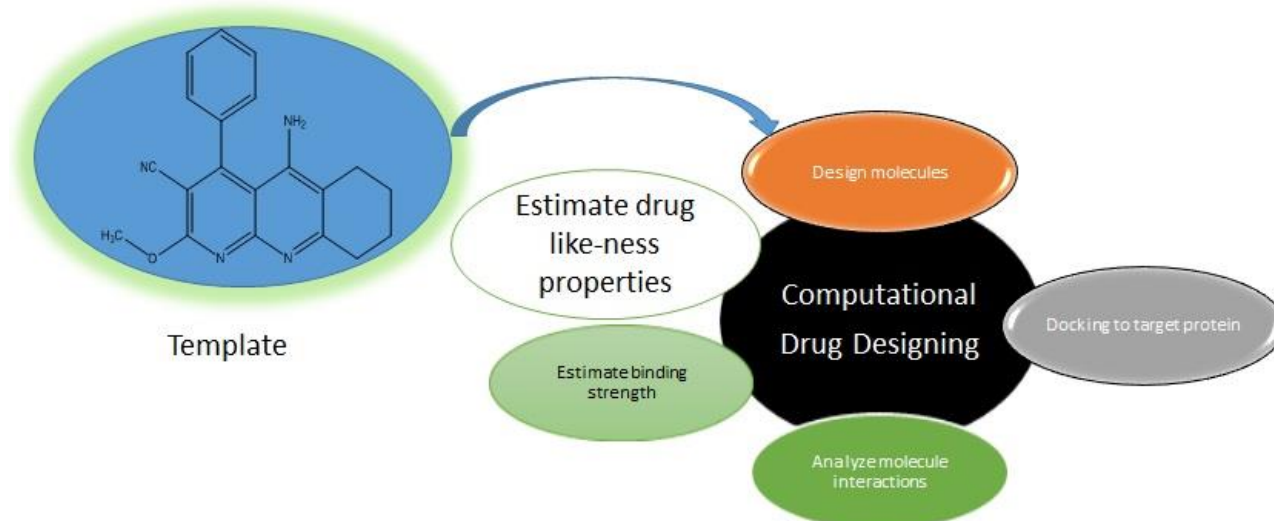 NH₂
NC
H₃C
O
N
N
Template
Design molecules
Estimate drug
like-ness
properties
Computational
Drug Designing
Docking to target protein
Estimate binding
strength
Analyze molecule
interactions